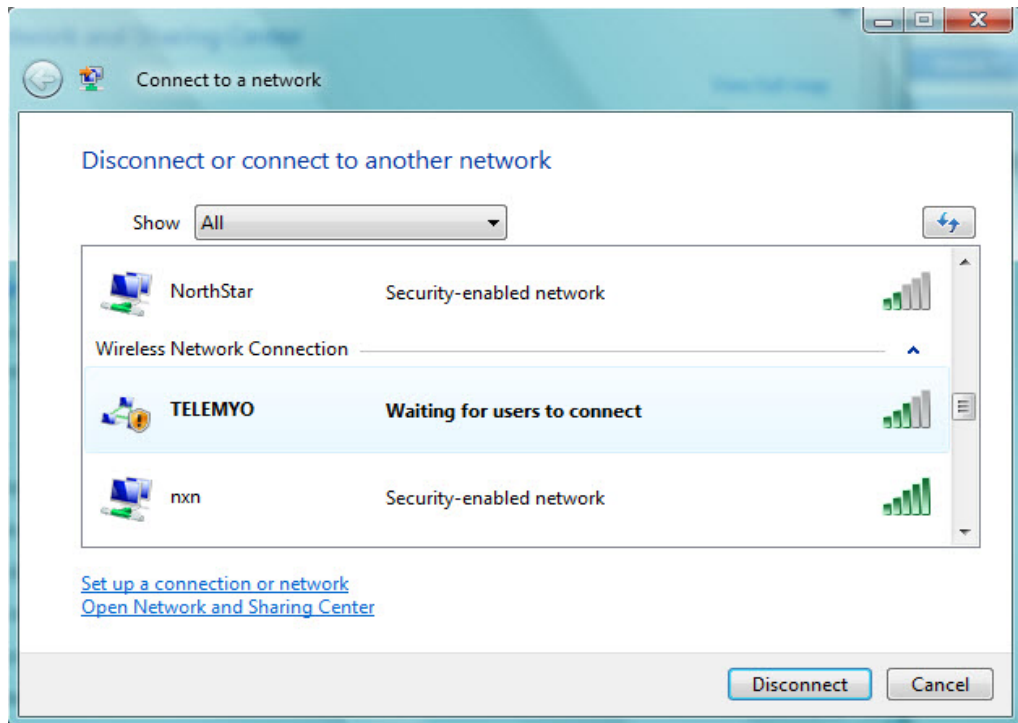 Connect to a network
Disconnect or connect to another network
Show All
NorthStar Security-enabled network
Wireless Network Connection
TELEMYO Waiting for users to connect
nxn Security-enabled network
Set up a connection or network
Open Network and Sharing Center
Disconnect Cancel